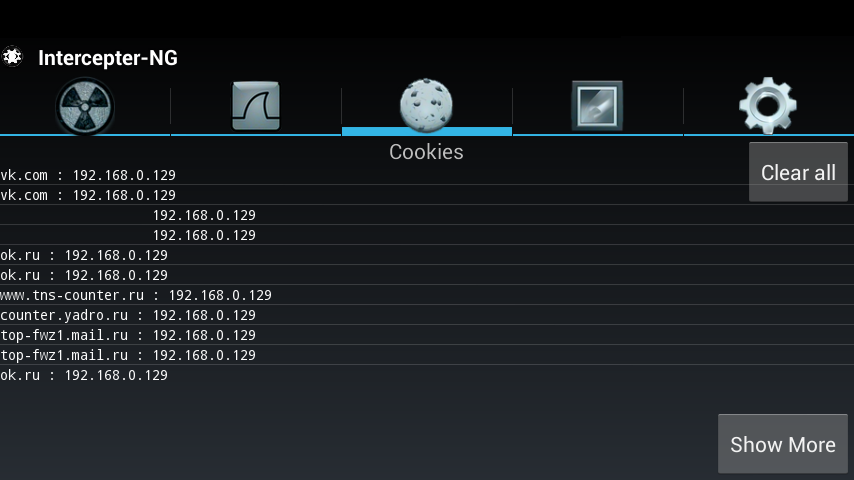 Intercepter-NG
Cookies
Clear all
vk.com : 192.168.0.129
vk.com : 192.168.0.129
192.168.0.129
192.168.0.129
ok.ru : 192.168.0.129
ok.ru : 192.168.0.129
www.tns-counter.ru : 192.168.0.129
counter.yadro.ru : 192.168.0.129
top-fwz1.mail.ru : 192.168.0.129
top-fwz1.mail.ru : 192.168.0.129
ok.ru : 192.168.0.129
Show More